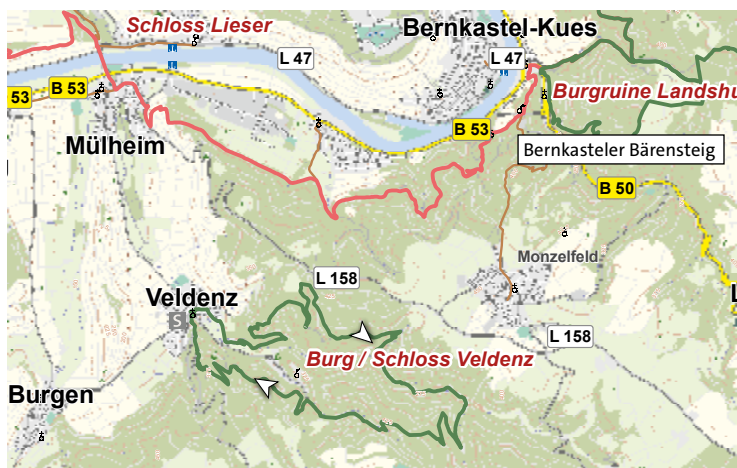 Schloss Lieser
Bernkastel-Kues
L 47
L 47
53
B 53
Burgruine Landshu
B 53
Mülheim
Bernkasteler Bärensteig
B 50
Monzelfeld
L 158
Veldenz
S
L
L 158
Burg / Schloss Veldenz
Burgen